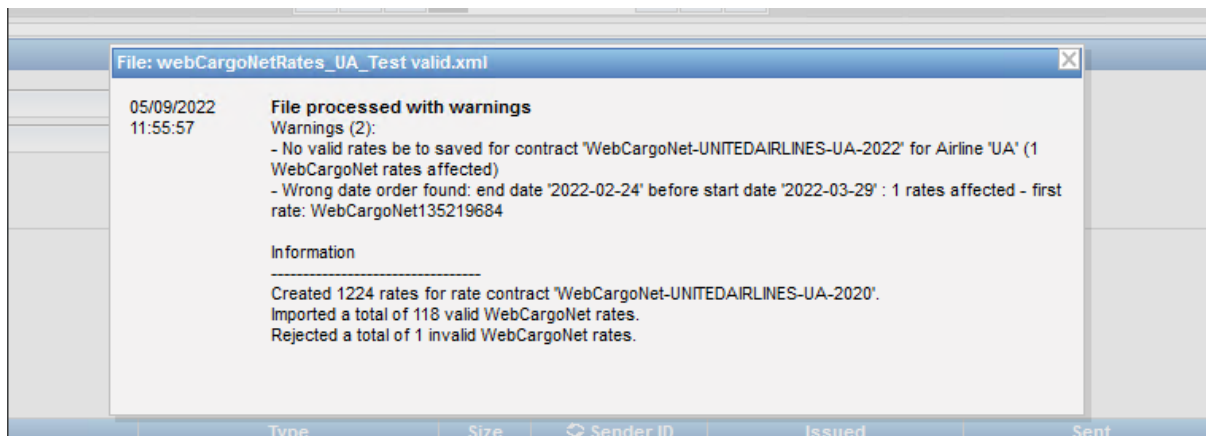 File: webCargoNetRates_UA_Test valid.xml
05/09/2022
11:55:57
File processed with warnings
Warnings (2):
- No valid rates be to saved for contract 'WebCargoNet-UNITEDAIRLINES-UA-2022' for Airline 'UA' (1
WebCargoNet rates affected)
- Wrong date order found: end date '2022-02-24' before start date '2022-03-29' : 1 rates affected - first
rate: WebCargoNet135219684
Information
---------------------------------
Created 1224 rates for rate contract 'WebCargoNet-UNITEDAIRLINES-UA-2020'.
Imported a total of 118 valid WebCargoNet rates.
Rejected a total of 1 invalid WebCargoNet rates.
Type Size Sender ID Issued Sent